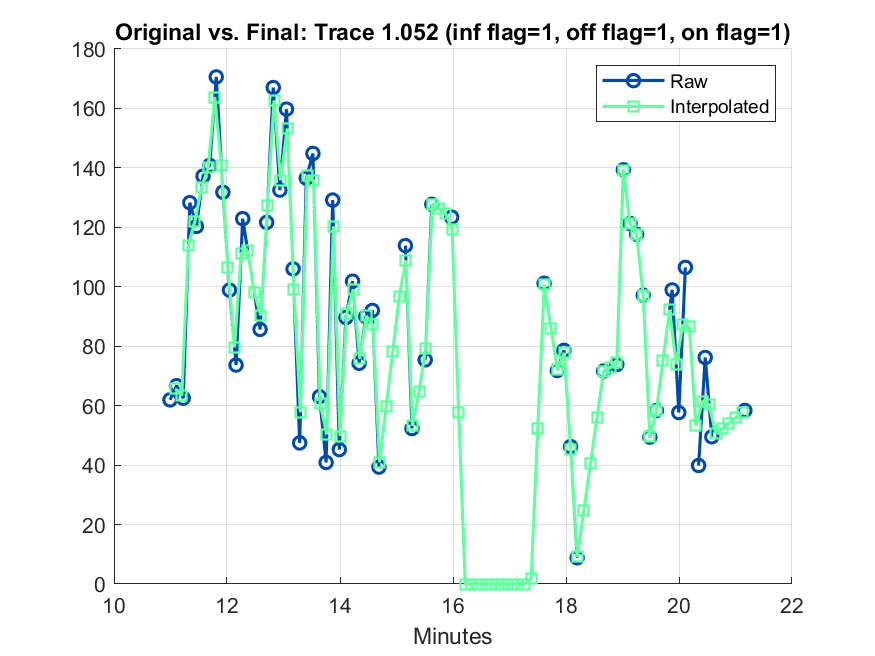 Original vs. Final: Trace 1.052 (inf flag=1, off flag=1, on flag=1)
180
160
140
120
100
80
60
40
20
0
Raw
Interpolated
10 12 14 16 18 20 22
Minutes